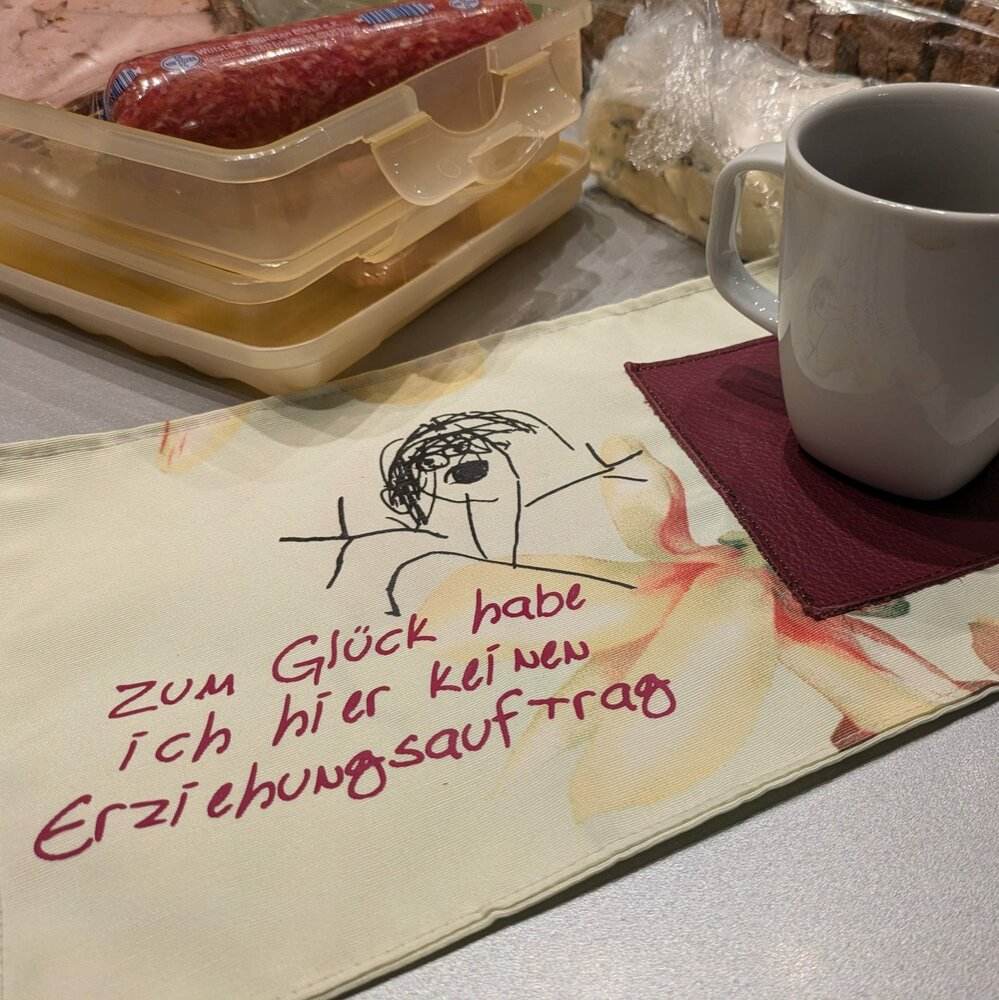 zum Glück habe
ich hier keinen
Erziehungsauftrag